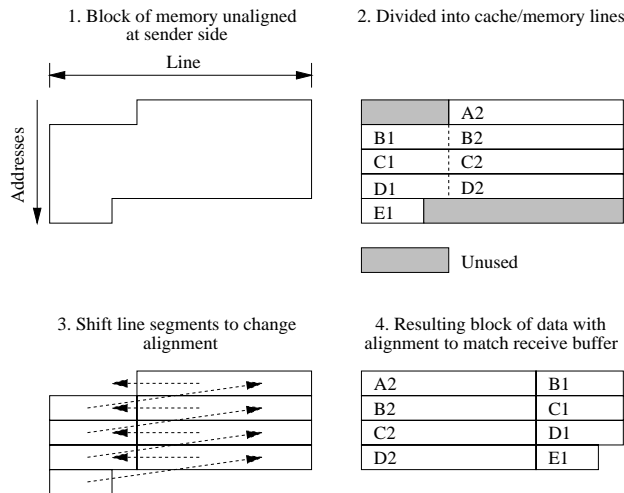 1. Block of memory unaligned
at sender side
Line
Addresses
2. Divided into cache/memory lines
A2
B1 B2
C1 C2
D1 D2
E1
Unused
3. Shift line segments to change
alignment
4. Resulting block of data with
alignment to match receive buffer
A2 B1
B2 C1
C2 D1
D2 E1